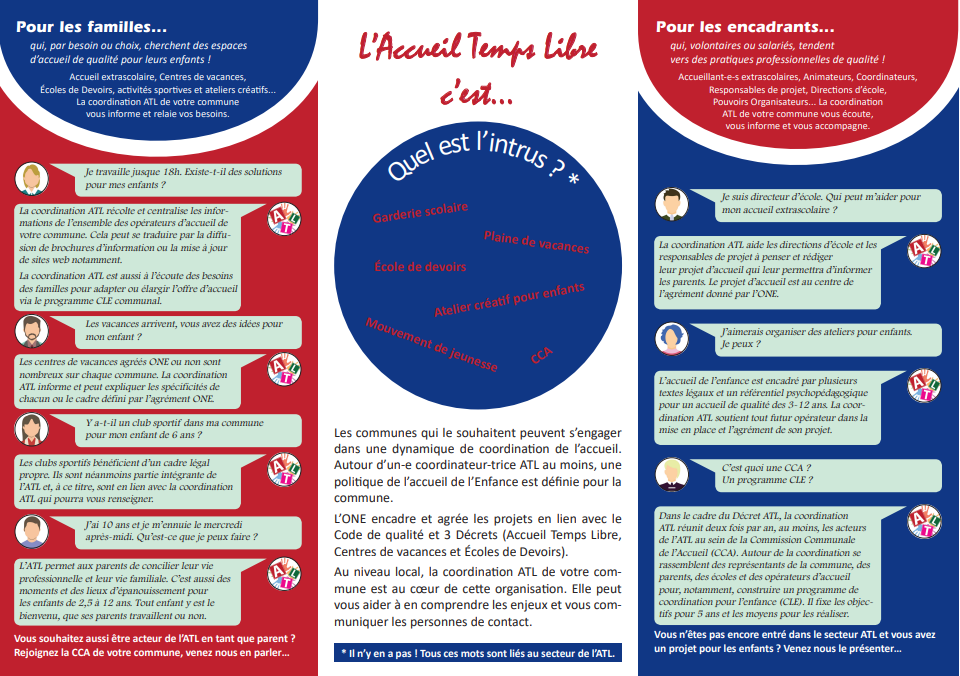 Pour les familles...
qui, par besoin ou choix, cherchent des espaces
d'accueil de qualité pour leurs enfants !
Accueil extrascolaire, Centres de vacances,
Écoles de Devoirs, activités sportives et ateliers créatifs...
La coordination ATL de votre commune
vous informe et relaie vos besoins.
Je travaille jusque 18h. Existe-t-il des solutions
pour mes enfants ?
La coordination ATL récolte et centralise les infor-
mations de l'ensemble des opérateurs d'accueil de
votre commune. Cela peut se traduire par la diffu-
sion de brochures d'information ou la mise à jour
de sites web notamment.
La coordination ATL est aussi à l'écoute des besoins
des familles pour adapter ou élargir l'offre d'accueil
via le programme CLE communal.
ATL
Les vacances arrivent, vous avez des idées pour
mon enfant ?
Les centres de vacances agréés ONE ou non sont
nombreux sur chaque commune. La coordination
ATL informe et peut expliquer les spécificités de
chacun ou le cadre défini par l'agrément ONE.
ATL
Y a-t-il un club sportif dans ma commune
pour mon enfant de 6 ans ?
Les clubs sportifs bénéficient d'un cadre légal
propre. Ils sont néanmoins partie intégrante de
l'ATL et, à ce titre, sont en lien avec la coordination
ATL qui pourra vous renseigner.
ATL
J'ai 10 ans et je m'ennuie le mercredi
après-midi. Qu'est-ce que je peux faire ?
L'ATL permet aux parents de concilier leur vie
professionnelle et leur vie familiale. C'est aussi des
moments et des lieux d'épanouissement pour
les enfants de 2,5 à 12 ans. Tout enfant y est le
bienvenu, que ses parents travaillent ou non.
ATL
Vous souhaitez aussi être acteur de l'ATL en tant que parent ?
Rejoignez la CCA de votre commune, venez nous en parler...
L'Accueil Temps Libre
c'est...
Quel est l'intrus ? *
Garderie scolaire
Plaine de vacances
École de devoirs
Atelier créatif pour enfants
Mouvement de jeunesse
CCA
Les communes qui le souhaitent peuvent s'engager
dans une dynamique de coordination de l'accueil.
Autour d'un-e coordinateur-trice ATL au moins, une
politique de l'accueil de l'Enfance est définie pour la
commune.
L'ONE encadre et agrée les projets en lien avec le
Code de qualité et 3 Décrets (Accueil Temps Libre,
Centres de vacances et Écoles de Devoirs).
Au niveau local, la coordination ATL de votre com-
mune est au cœur de cette organisation. Elle peut
vous aider à en comprendre les enjeux et vous com-
muniquer les personnes de contact.
* Il n'y en a pas ! Tous ces mots sont liés au secteur de l'ATL.
Pour les encadrants...
qui, volontaires ou salariés, tendent
vers des pratiques professionnelles de qualité !
Accueillant-e-s extrascolaires, Animateurs, Coordinateurs,
Responsables de projet, Directions d'école,
Pouvoirs Organisateurs... La coordination
ATL de votre commune vous écoute,
vous informe et vous accompagne.
Je suis directeur d'école. Qui peut m'aider pour
mon accueil extrascolaire ?
La coordination ATL aide les directions d'école et les
responsables de projet à penser et rédiger
leur projet d'accueil qui leur permettra d'informer
les parents. Le projet d'accueil est au centre de
l'agrément donné par l'ONE.
ATL
J'aimerais organiser des ateliers pour enfants.
Je peux ?
L'accueil de l'enfance est encadré par plusieurs
textes légaux et un référentiel psychopédagogique
pour un accueil de qualité des 3-12 ans. La coor-
dination ATL soutient tout futur opérateur dans la
mise en place et l'agrément de son projet.
ATL
C'est quoi une CCA ?
Un programme CLE ?
Dans le cadre du Décret ATL, la coordination
ATL réunit deux fois par an, au moins, les acteurs
de l'ATL au sein de la Commission Communale
de l'Accueil (CCA). Autour de la coordination se
rassemblent des représentants de la commune, des
parents, des écoles et des opérateurs d'accueil
pour, notamment, construire un programme de
coordination pour l'enfance (CLE). Il fixe les objec-
tifs pour 5 ans et les moyens pour les réaliser.
ATL
Vous n'êtes pas encore entré dans le secteur ATL et vous avez
un projet pour les enfants ? Venez nous le présenter...